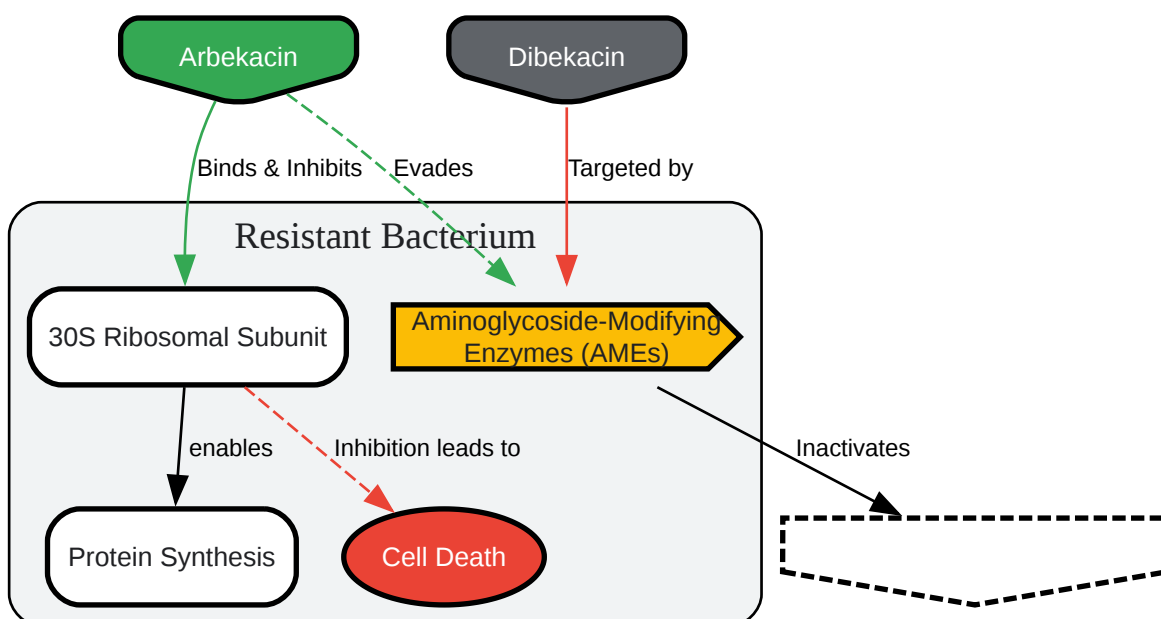 Arbekacin
Dibekacin
Binds & Inhibits
Evades
Targeted by
Resistant Bacterium
30S Ribosomal Subunit
Aminoglycoside-Modifying
Enzymes (AMEs)
enables
Inhibition leads to
Inactivates
Protein Synthesis
Cell Death